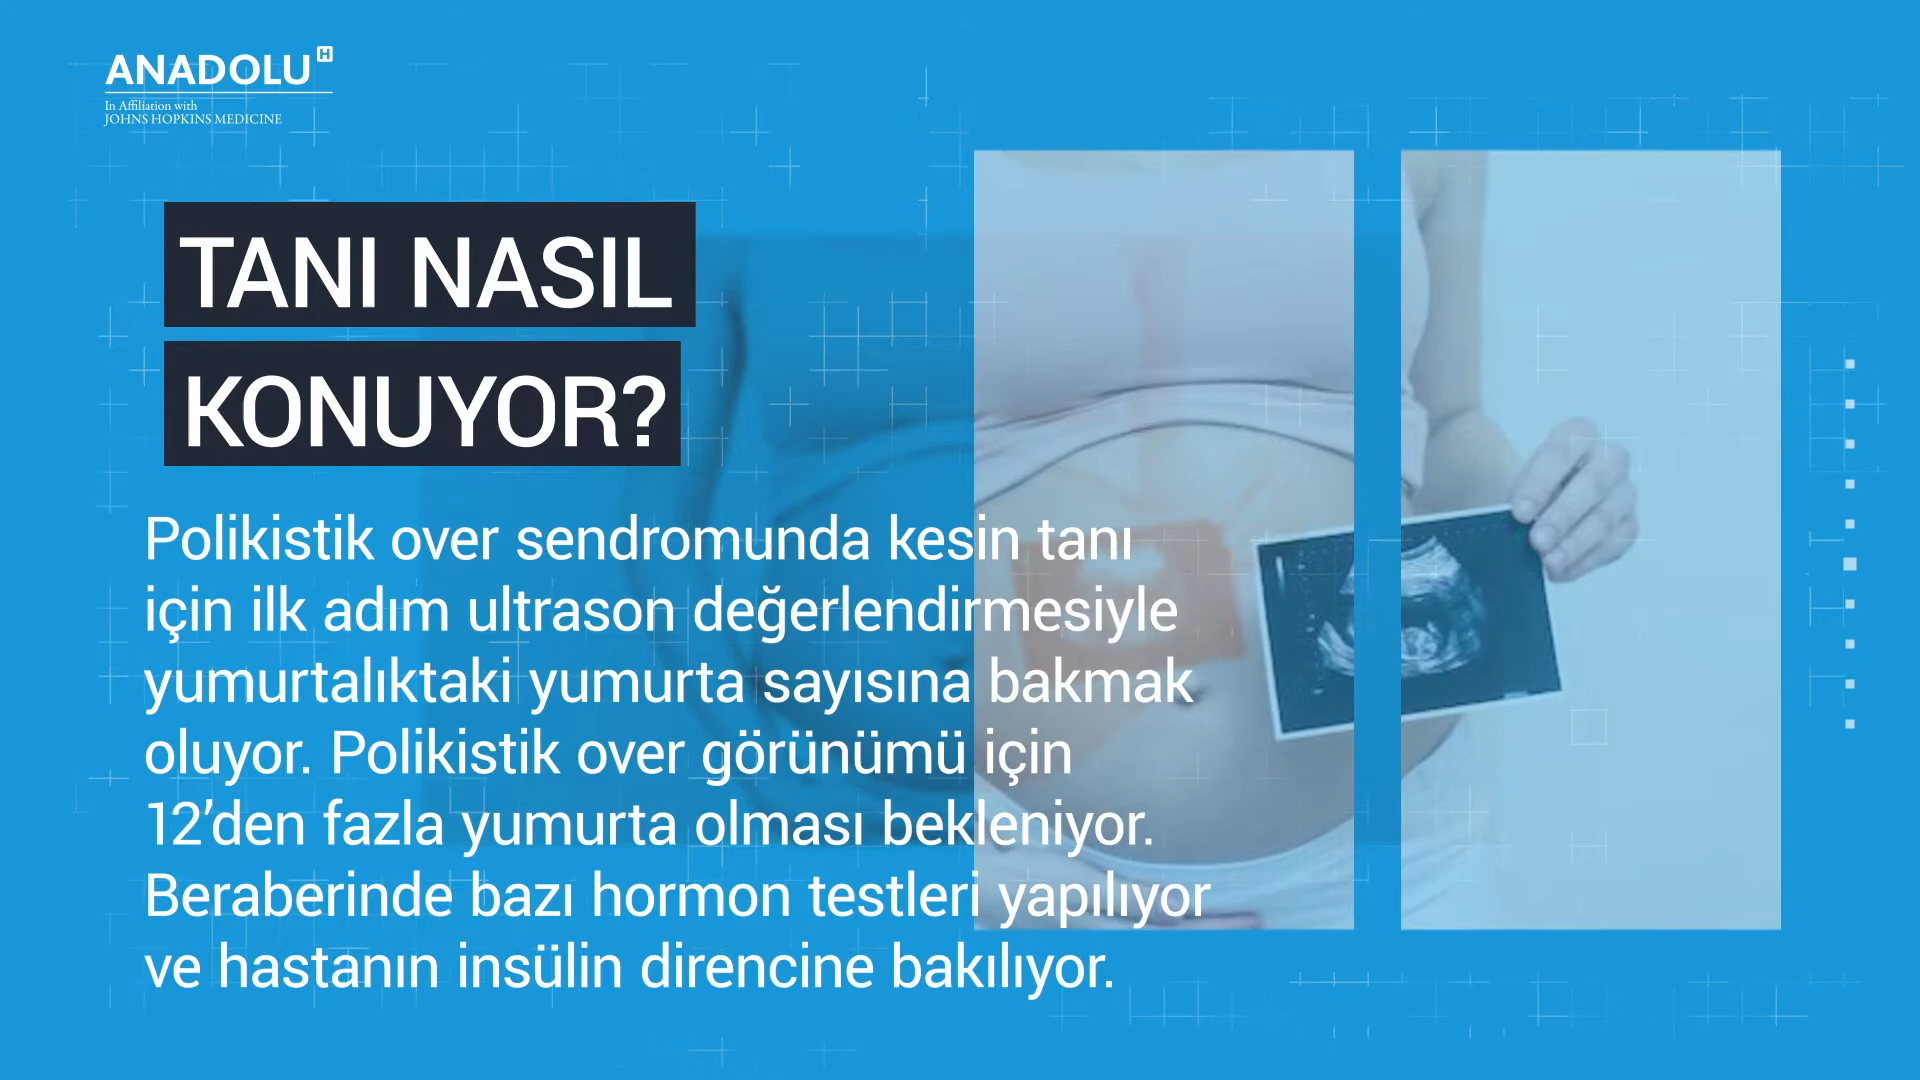 ANADOLU H
In Affiliation with
JOHNS HOPKINS MEDICINE
TANI NASIL
KONUYOR?
Polikistik over sendromunda kesin tanı
için ilk adım ultrason değerlendirmesiyle
yumurtalıktaki yumurta sayısına bakmak
oluyor. Polikistik over görünümü için
12’den fazla yumurta olması bekleniyor.
Beraberinde bazı hormon testleri yapılıyor
ve hastanın insülin direncine bakılıyor.